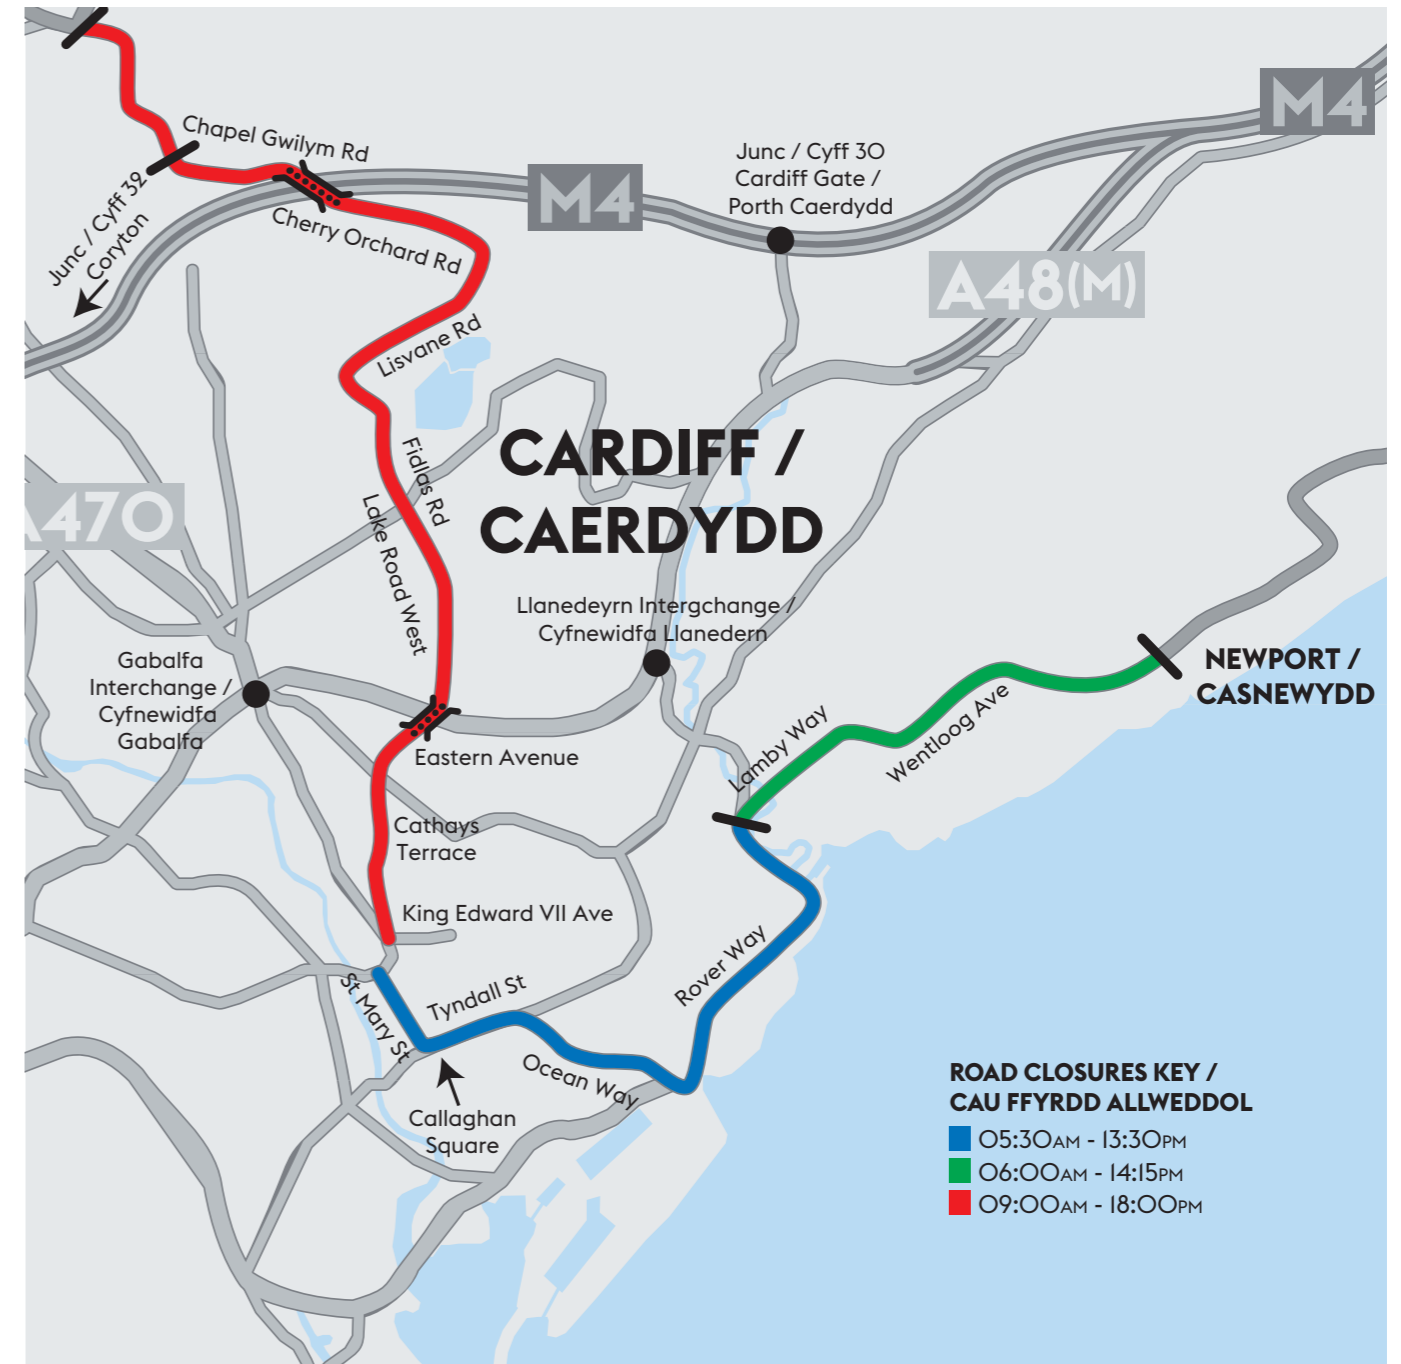 Chapel Gwilym Rd
M4
Junc / Cyff 32
Coryton
Cherry Orchard Rd
M4
Junc / Cyff 30
Cardiff Gate /
Porth Caerdydd
A48(M)
Lisvane Rd
CARDIFF /
CAERDYDD
Fidlas Rd
Lake Road West
A470
Llanedeyrn Intergchange /
Cyfnewidfa Llanedern
Gabalfa
Interchange /
Cyfnewidfa
Gabalfa
NEWPORT /
CASNEWYDD
Lamby Way
Wentloog Ave
Eastern Avenue
Cathays
Terrace
King Edward VII Ave
St Mary St
Tyndall St
Rover Way
Ocean Way
Callaghan
Square
ROAD CLOSURES KEY /
CAU FFYRDD ALLWEDDOL
05:30AM - 13:30PM
06:00AM - 14:15PM
09:00AM - 18:00PM